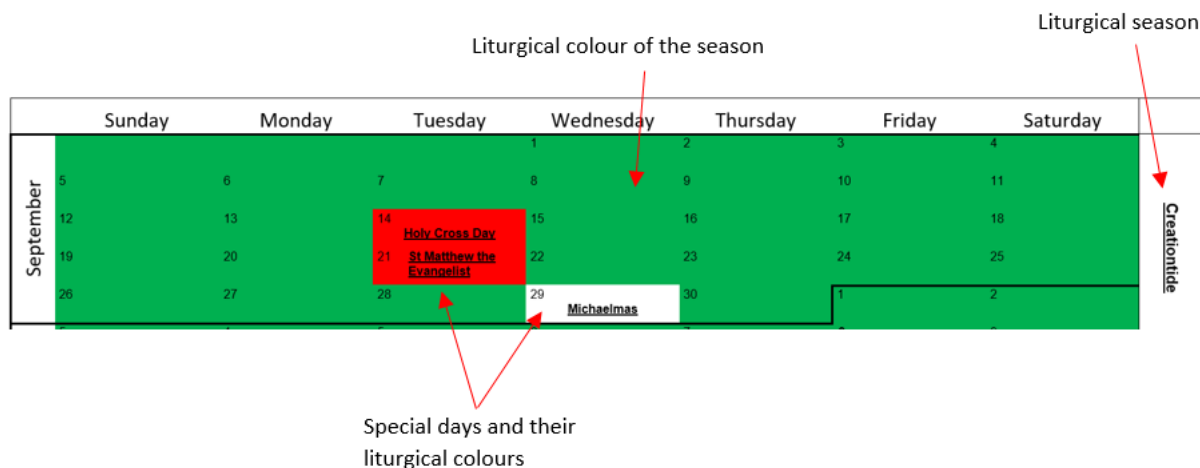 Liturgical season
Liturgical colour of the season
Sunday Monday Tuesday Wednesday Thursday Friday Saturday
September
1 2 3 4
5 6 7 8 9 10 11
12 13 14 15 16 17 18
Holy Cross Day
19 20 21 St Matthew the 22 23 24 25
Evangelist
26 27 28 29 30 1 2
Michaelmas
Creationtide
Special days and their
liturgical colours